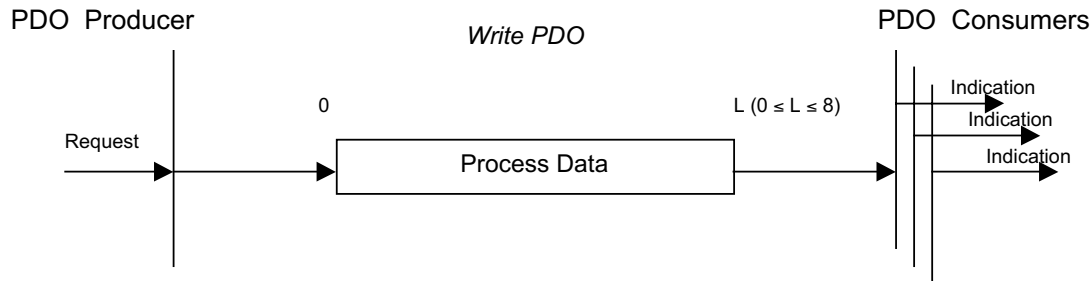 PDO Producer
Write PDO
PDO Consumers
0
L (0 ≤ L ≤ 8)
Indication
Indication
Request
Process Data
Indication